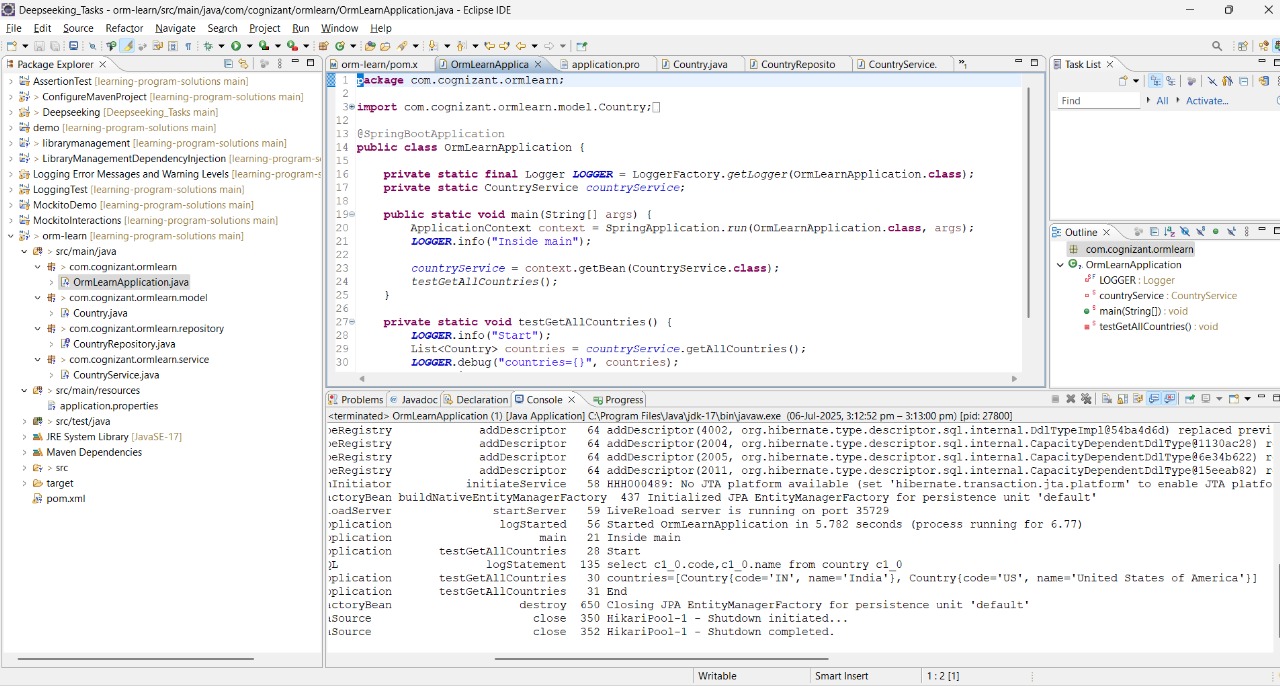 Deepseeking_Tasks - orm-learn/src/main/java/com/cognizant/ormlearn/OrmLearnApplication.java - Eclipse IDE
File Edit Source Refactor Navigate Search Project Run Window Help
Package Explorer
AssertionTest [learning-program-solutions main]
> ConfigureMavenProject [learning-program-solutions main]
> Deepseeking [Deepseeking_Tasks main]
demo [learning-program-solutions main]
> librarymanagement [learning-program-solutions main]
> LibraryManagementDependencyInjection [learning-program-s
Logging Error Messages and Warning Levels [learning-program-s
LoggingTest [learning-program-solutions main]
MockitoDemo [learning-program-solutions main]
MockitoInteractions [learning-program-solutions main]
> orm-learn [learning-program-solutions main]
> src/main/java
> com.cognizant.ormlearn
> OrmLearnApplication.java
> com.cognizant.ormlearn.model
> Country.java
> com.cognizant.ormlearn.repository
> CountryRepository.java
> com.cognizant.ormlearn.service
> CountryService.java
> src/main/resources
application.properties
> src/test/java
JRE System Library [JavaSE-17]
Maven Dependencies
> src
target
pom.xml
orm-learn/pom.x OrmLearnApplica application.pro Country.java CountryReposito CountryService. »1
1 package com.cognizant.ormlearn;
2
3 import com.cognizant.ormlearn.model.Country;
12
13 @SpringBootApplication
14 public class OrmLearnApplication {
15
16 private static final Logger LOGGER = LoggerFactory.getLogger(OrmLearnApplication.class);
17 private static CountryService countryService;
18
19 public static void main(String[] args) {
20 ApplicationContext context = SpringApplication.run(OrmLearnApplication.class, args);
21 LOGGER.info("Inside main");
22
23 countryService = context.getBean(CountryService.class);
24 testGetAllCountries();
25 }
26
27 private static void testGetAllCountries() {
28 LOGGER.info("Start");
29 List<Country> countries = countryService.getAllCountries();
30 LOGGER.debug("countries={}", countries);
Task List
Find All Activate...
Outline
com.cognizant.ormlearn
OrmLearnApplication
LOGGER : Logger
countryService : CountryService
main(String[]) : void
testGetAllCountries() : void
Problems Javadoc Declaration Console Progress
<terminated> OrmLearnApplication (1) [Java Application] C:\Program Files\Java\jdk-17\bin\javaw.exe (06-Jul-2025, 3:12:52 pm – 3:13:00 pm) [pid: 27800]
eRegistry addDescriptor 64 addDescriptor(4002, org.hibernate.type.descriptor.sql.internal.DdlTypeImpl@54ba4d6d) replaced previ
eRegistry addDescriptor 64 addDescriptor(2004, org.hibernate.type.descriptor.sql.internal.CapacityDependentDdlType@1130ac28) r
eRegistry addDescriptor 64 addDescriptor(2005, org.hibernate.type.descriptor.sql.internal.CapacityDependentDdlType@6e34b622) r
eRegistry addDescriptor 64 addDescriptor(2011, org.hibernate.type.descriptor.sql.internal.CapacityDependentDdlType@15eeab82) r
Initiator initiateService 58 HHH000489: No JTA platform available (set 'hibernate.transaction.jta.platform' to enable JTA platfo
ctoryBean buildNativeEntityManagerFactory 437 Initialized JPA EntityManagerFactory for persistence unit 'default'
oadServer startServer 59 LiveReload server is running on port 35729
plication logStarted 56 Started OrmLearnApplication in 5.782 seconds (process running for 6.77)
plication main 21 Inside main
plication testGetAllCountries 28 Start
L logStatement 135 select c1_0.code,c1_0.name from country c1_0
plication testGetAllCountries 30 countries=[Country{code='IN', name='India'}, Country{code='US', name='United States of America'}]
plication testGetAllCountries 31 End
ctoryBean destroy 650 Closing JPA EntityManagerFactory for persistence unit 'default'
Source close 350 HikariPool-1 - Shutdown initiated...
Source close 352 HikariPool-1 - Shutdown completed.
Writable Smart Insert 1 : 2 [1]